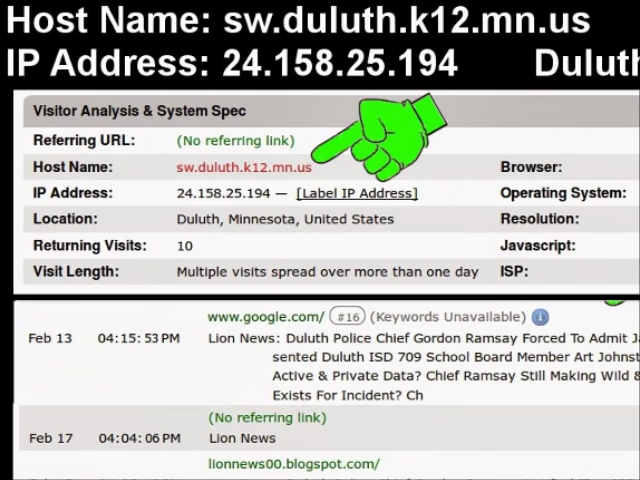 Host Name: sw.duluth.k12.mn.us
IP Address: 24.158.25.194 Duluth
Visitor Analysis & System Spec
Referring URL: (No referring link)
Host Name: sw.duluth.k12.mn.us Browser:
IP Address: 24.158.25.194 — [Label IP Address] Operating System:
Location: Duluth, Minnesota, United States Resolution:
Returning Visits: 10 Javascript:
Visit Length: Multiple visits spread over more than one day ISP:
www.google.com/ #16 (Keywords Unavailable) i
Feb 13 04:15:53 PM Lion News: Duluth Police Chief Gordon Ramsay Forced To Admit
sented Duluth ISD 709 School Board Member Art Johnst
Active & Private Data? Chief Ramsay Still Making Wild &
Exists For Incident? Ch
(No referring link)
Feb 17 04:04:06 PM Lion News
lionnews00.blogspot.com/